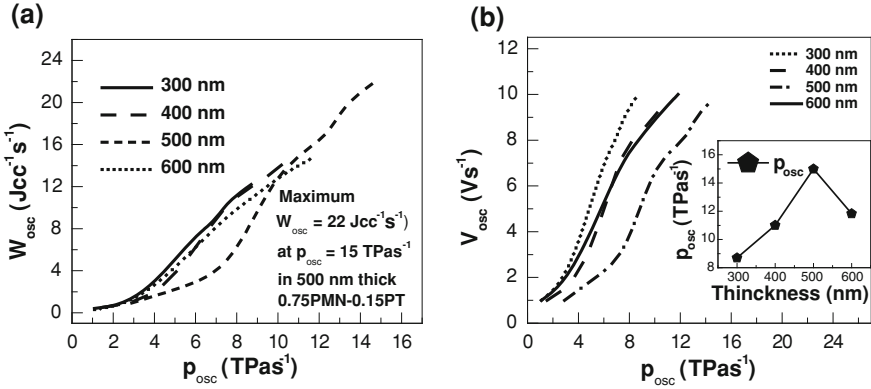 (a)
24
20
16
12
8
4
0
W_osc (Jcc⁻¹s⁻¹)
300 nm
400 nm
500 nm
600 nm
Maximum
W_osc = 22 Jcc⁻¹s⁻¹)
at p_osc = 15 TPas⁻¹
in 500 nm thick
0.75PMN-0.15PT
0 2 4 6 8 10 12 14 16
p_osc (TPas⁻¹)
(b)
12
10
8
6
4
2
0
V_osc (Vs⁻¹)
300 nm
400 nm
500 nm
600 nm
p_osc
16
15
14
12
10
8
p_osc (TPas⁻¹)
300 400 500 600
Thinckness (nm)
0 4 8 12 16 20 24
p_osc (TPas⁻¹)